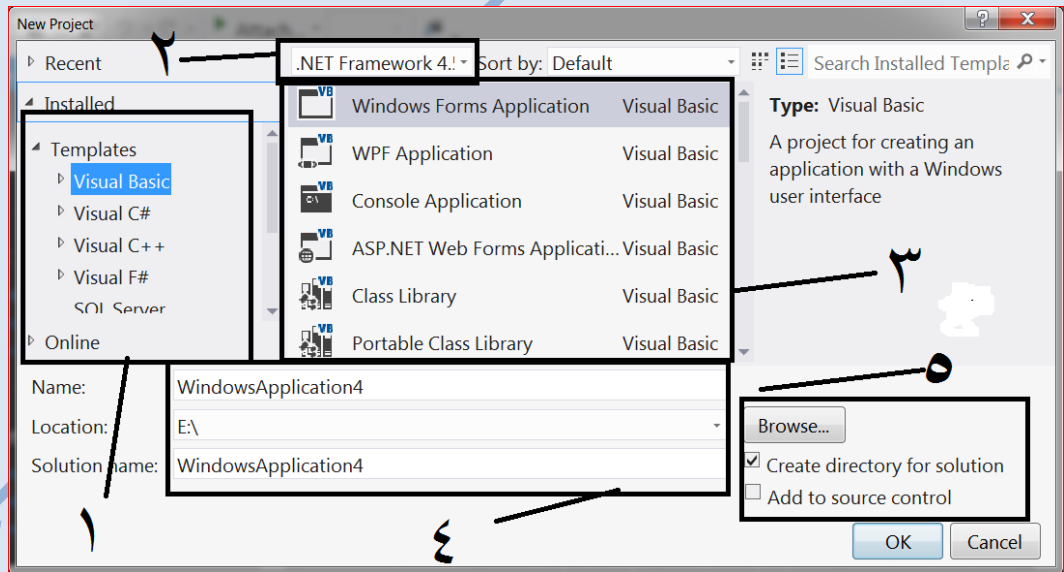 New Project
Attach...
٢
Recent
.NET Framework 4.5
Sort by: Default
Search Installed Templa
Installed
Templates
Visual Basic
Visual C#
Visual C++
Visual F#
SQL Server
Online
Windows Forms Application Visual Basic
WPF Application Visual Basic
Console Application Visual Basic
ASP.NET Web Forms Applicati... Visual Basic
Class Library Visual Basic
Portable Class Library Visual Basic
Type: Visual Basic
A project for creating an
application with a Windows
user interface
٣
٥
Name: WindowsApplication4
Location: E:\
Solution name: WindowsApplication4
Browse...
Create directory for solution
Add to source control
١
٤
OK Cancel